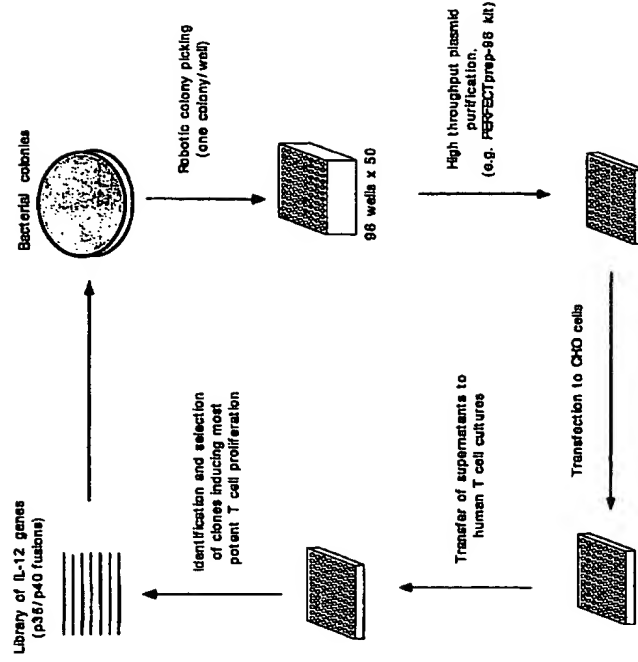 Library of IL-12 genes
(p35/p40 fusions)
Bacterial colonies
Robotic colony picking
(one colony/well)
96 wells x 50
High throughput plasmid
purification,
(e.g. PERFECTprep-96 kit)
Transfection to CHO cells
Transfer of supernatants to
human T cell cultures
Identification and selection
of clones inducing most
potent T cell proliferation